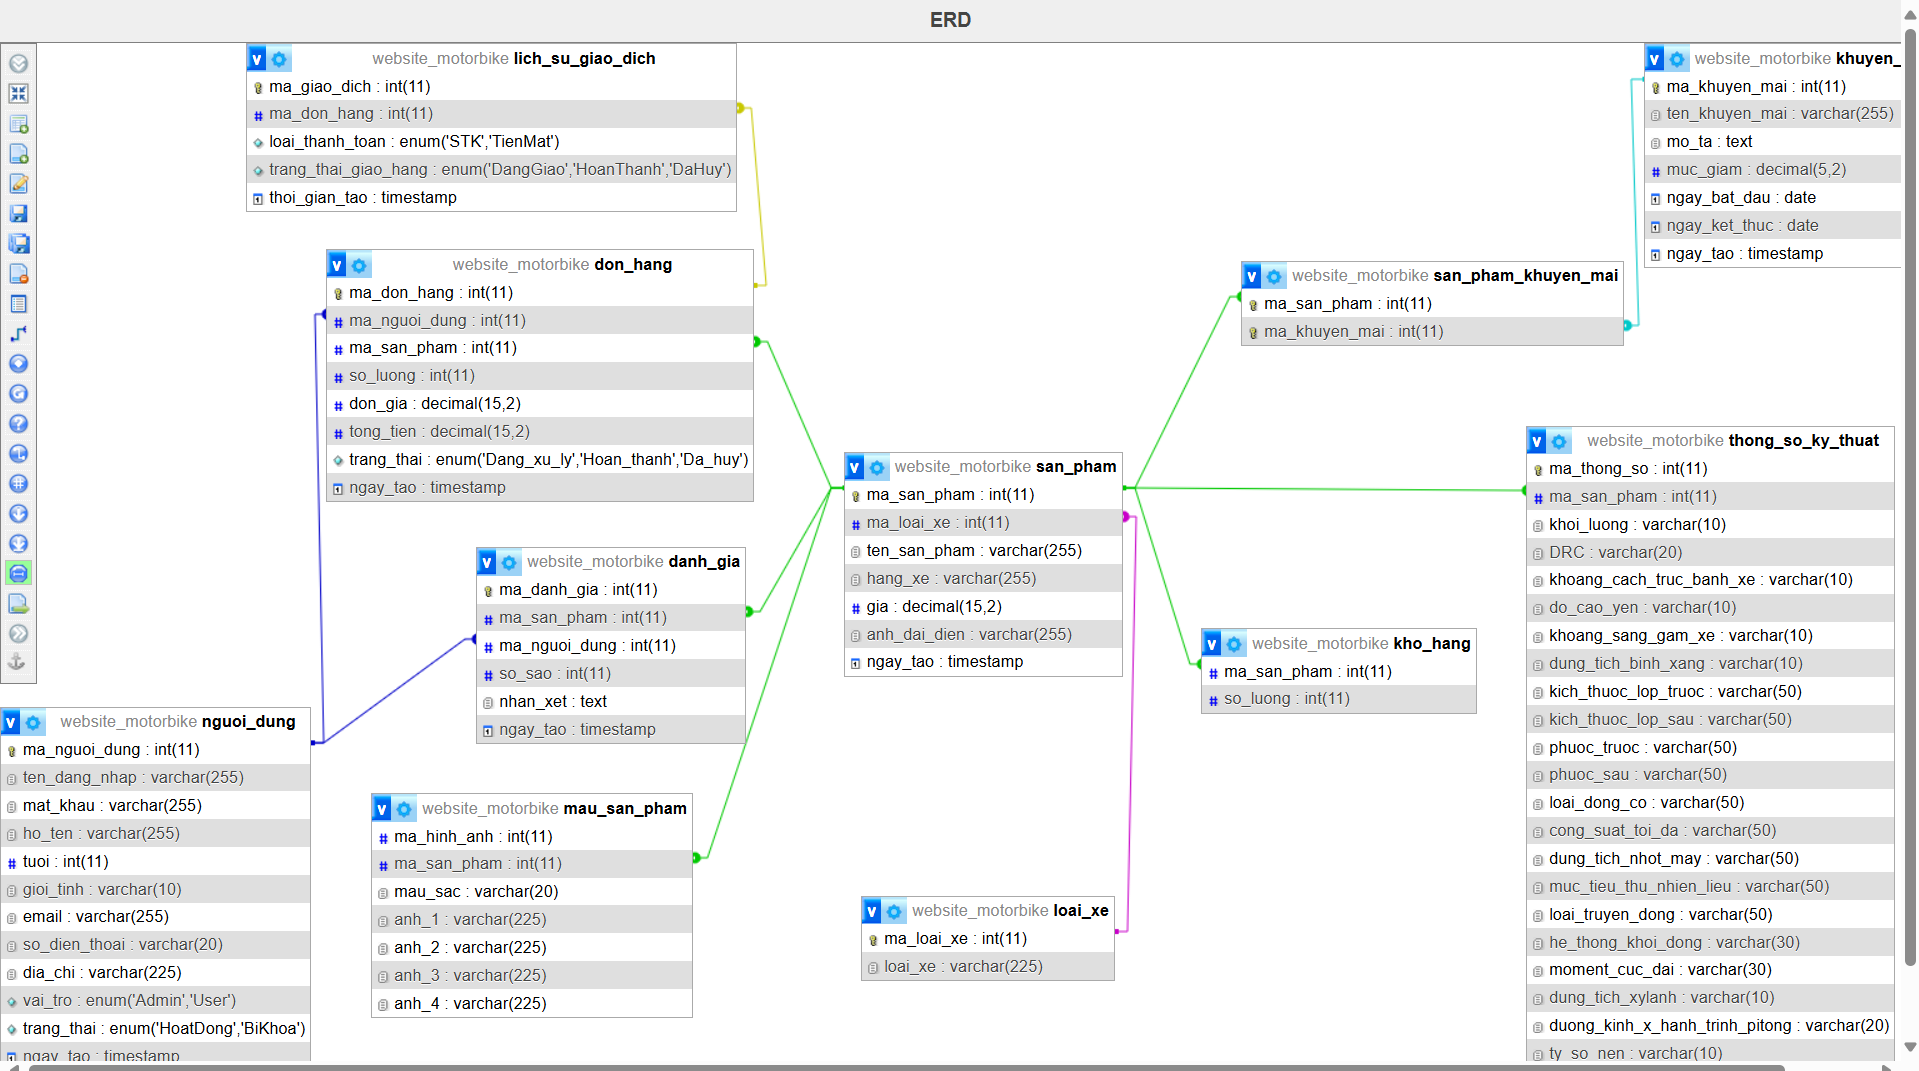 ERD
website_motorbike lich_su_giao_dich
ma_giao_dich : int(11)
ma_don_hang : int(11)
loai_thanh_toan : enum('STK','TienMat')
trang_thai_giao_hang : enum('DangGiao','HoanThanh','DaHuy')
thoi_gian_tao : timestamp
website_motorbike khuyen_
ma_khuyen_mai : int(11)
ten_khuyen_mai : varchar(255)
mo_ta : text
muc_giam : decimal(5,2)
ngay_bat_dau : date
ngay_ket_thuc : date
ngay_tao : timestamp
website_motorbike don_hang
ma_don_hang : int(11)
ma_nguoi_dung : int(11)
ma_san_pham : int(11)
so_luong : int(11)
don_gia : decimal(15,2)
tong_tien : decimal(15,2)
trang_thai : enum('Dang_xu_ly','Hoan_thanh','Da_huy')
ngay_tao : timestamp
website_motorbike san_pham_khuyen_mai
ma_san_pham : int(11)
ma_khuyen_mai : int(11)
website_motorbike san_pham
ma_san_pham : int(11)
ma_loai_xe : int(11)
ten_san_pham : varchar(255)
hang_xe : varchar(255)
gia : decimal(15,2)
anh_dai_dien : varchar(255)
ngay_tao : timestamp
website_motorbike thong_so_ky_thuat
ma_thong_so : int(11)
ma_san_pham : int(11)
khoi_luong : varchar(10)
DRC : varchar(20)
khoang_cach_truc_banh_xe : varchar(10)
do_cao_yen : varchar(10)
khoang_sang_gam_xe : varchar(10)
dung_tich_binh_xang : varchar(10)
kich_thuoc_lop_truoc : varchar(50)
kich_thuoc_lop_sau : varchar(50)
phuoc_truoc : varchar(50)
phuoc_sau : varchar(50)
loai_dong_co : varchar(50)
cong_suat_toi_da : varchar(50)
dung_tich_nhot_may : varchar(50)
muc_tieu_thu_nhien_lieu : varchar(50)
loai_truyen_dong : varchar(50)
he_thong_khoi_dong : varchar(30)
moment_cuc_dai : varchar(30)
dung_tich_xylanh : varchar(10)
duong_kinh_x_hanh_trinh_pitong : varchar(20)
ty_so_nen : varchar(10)
website_motorbike danh_gia
ma_danh_gia : int(11)
ma_san_pham : int(11)
ma_nguoi_dung : int(11)
so_sao : int(11)
nhan_xet : text
ngay_tao : timestamp
website_motorbike kho_hang
ma_san_pham : int(11)
so_luong : int(11)
website_motorbike nguoi_dung
ma_nguoi_dung : int(11)
ten_dang_nhap : varchar(255)
mat_khau : varchar(255)
ho_ten : varchar(255)
tuoi : int(11)
gioi_tinh : varchar(10)
email : varchar(255)
so_dien_thoai : varchar(20)
dia_chi : varchar(225)
vai_tro : enum('Admin','User')
trang_thai : enum('HoatDong','BiKhoa')
ngay_tao : timestamp
website_motorbike mau_san_pham
ma_hinh_anh : int(11)
ma_san_pham : int(11)
mau_sac : varchar(20)
anh_1 : varchar(225)
anh_2 : varchar(225)
anh_3 : varchar(225)
anh_4 : varchar(225)
website_motorbike loai_xe
ma_loai_xe : int(11)
loai_xe : varchar(225)